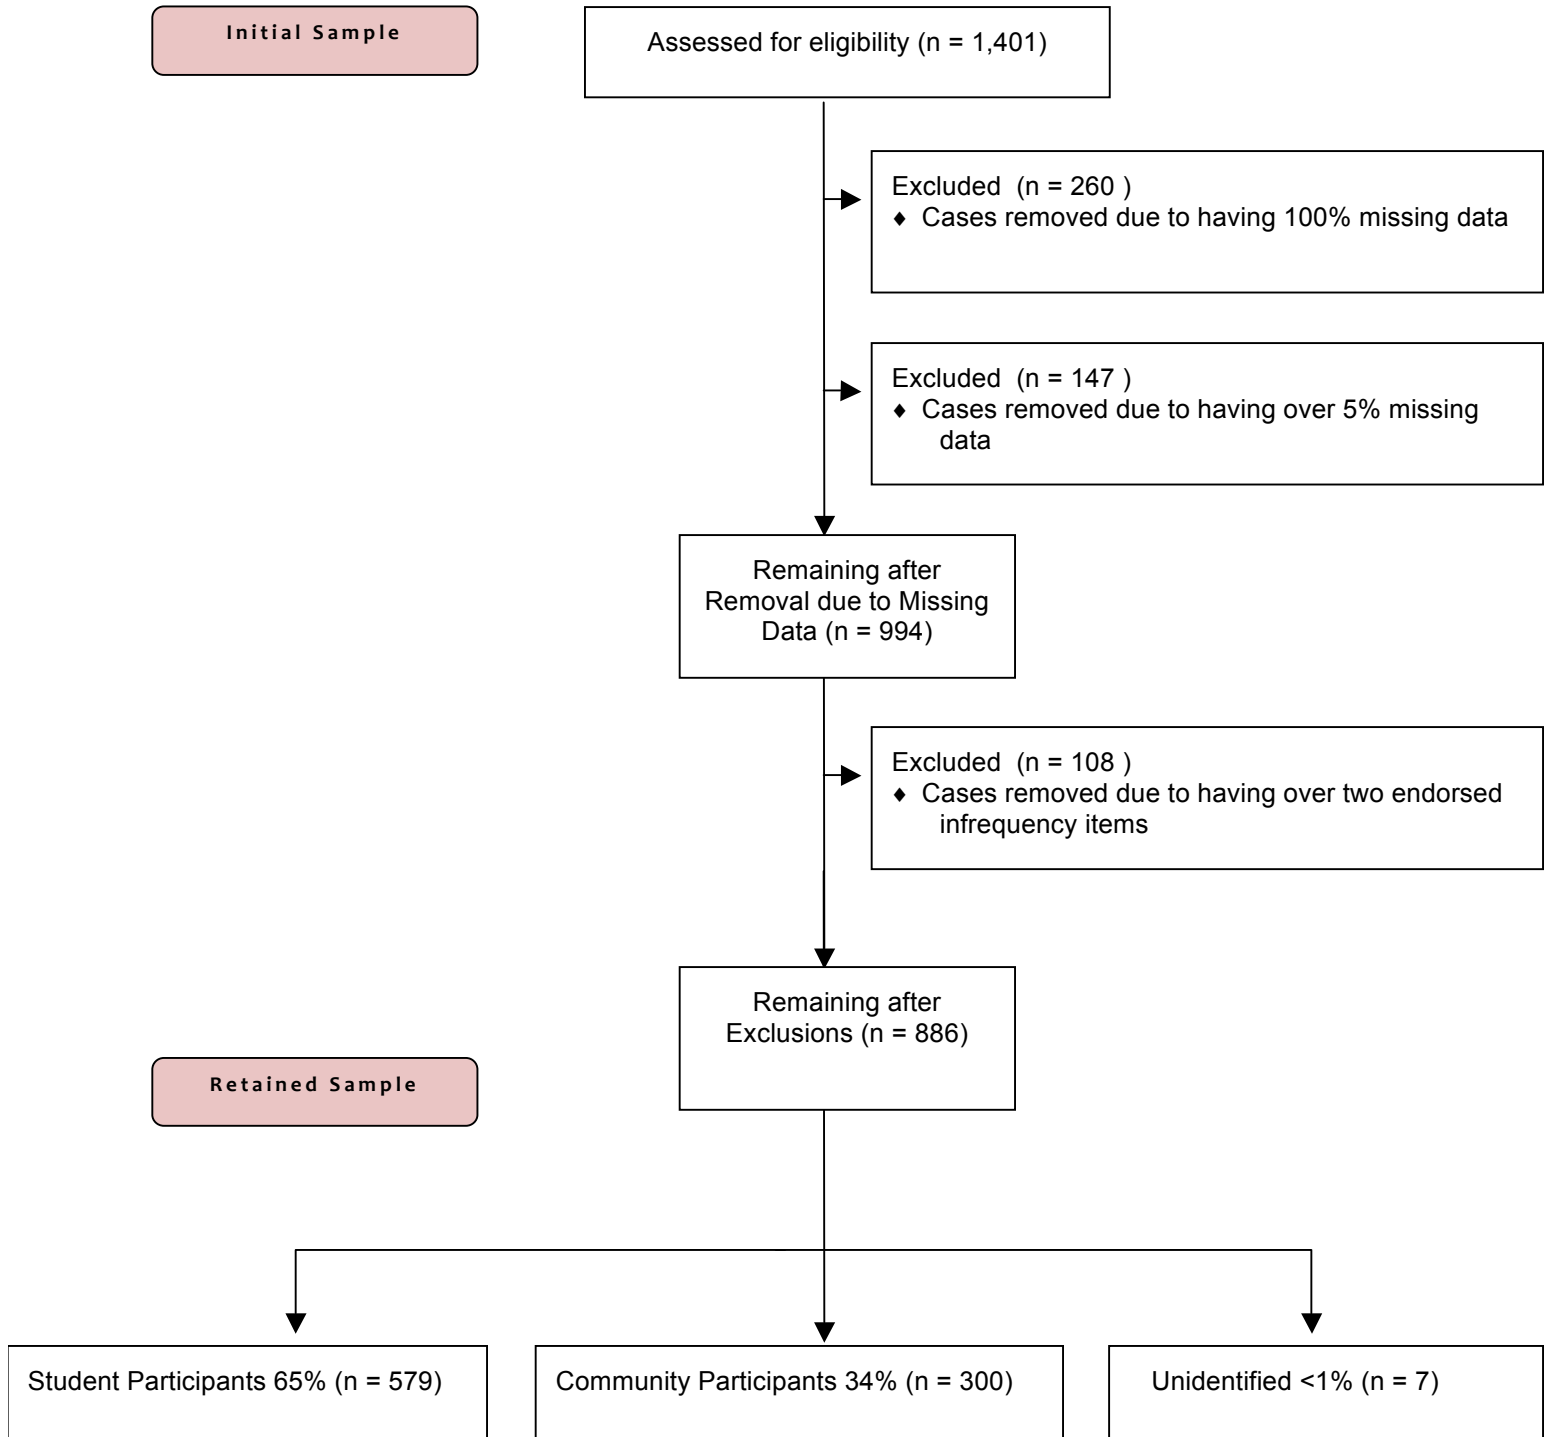 Initial Sample
Assessed for eligibility (n = 1,401)
Excluded (n = 260 )
♦ Cases removed due to having 100% missing data
Excluded (n = 147 )
♦ Cases removed due to having over 5% missing
data
Remaining after
Removal due to Missing
Data (n = 994)
Excluded (n = 108 )
♦ Cases removed due to having over two endorsed
infrequency items
Remaining after
Exclusions (n = 886)
Retained Sample
Student Participants 65% (n = 579)
Community Participants 34% (n = 300)
Unidentified <1% (n = 7)